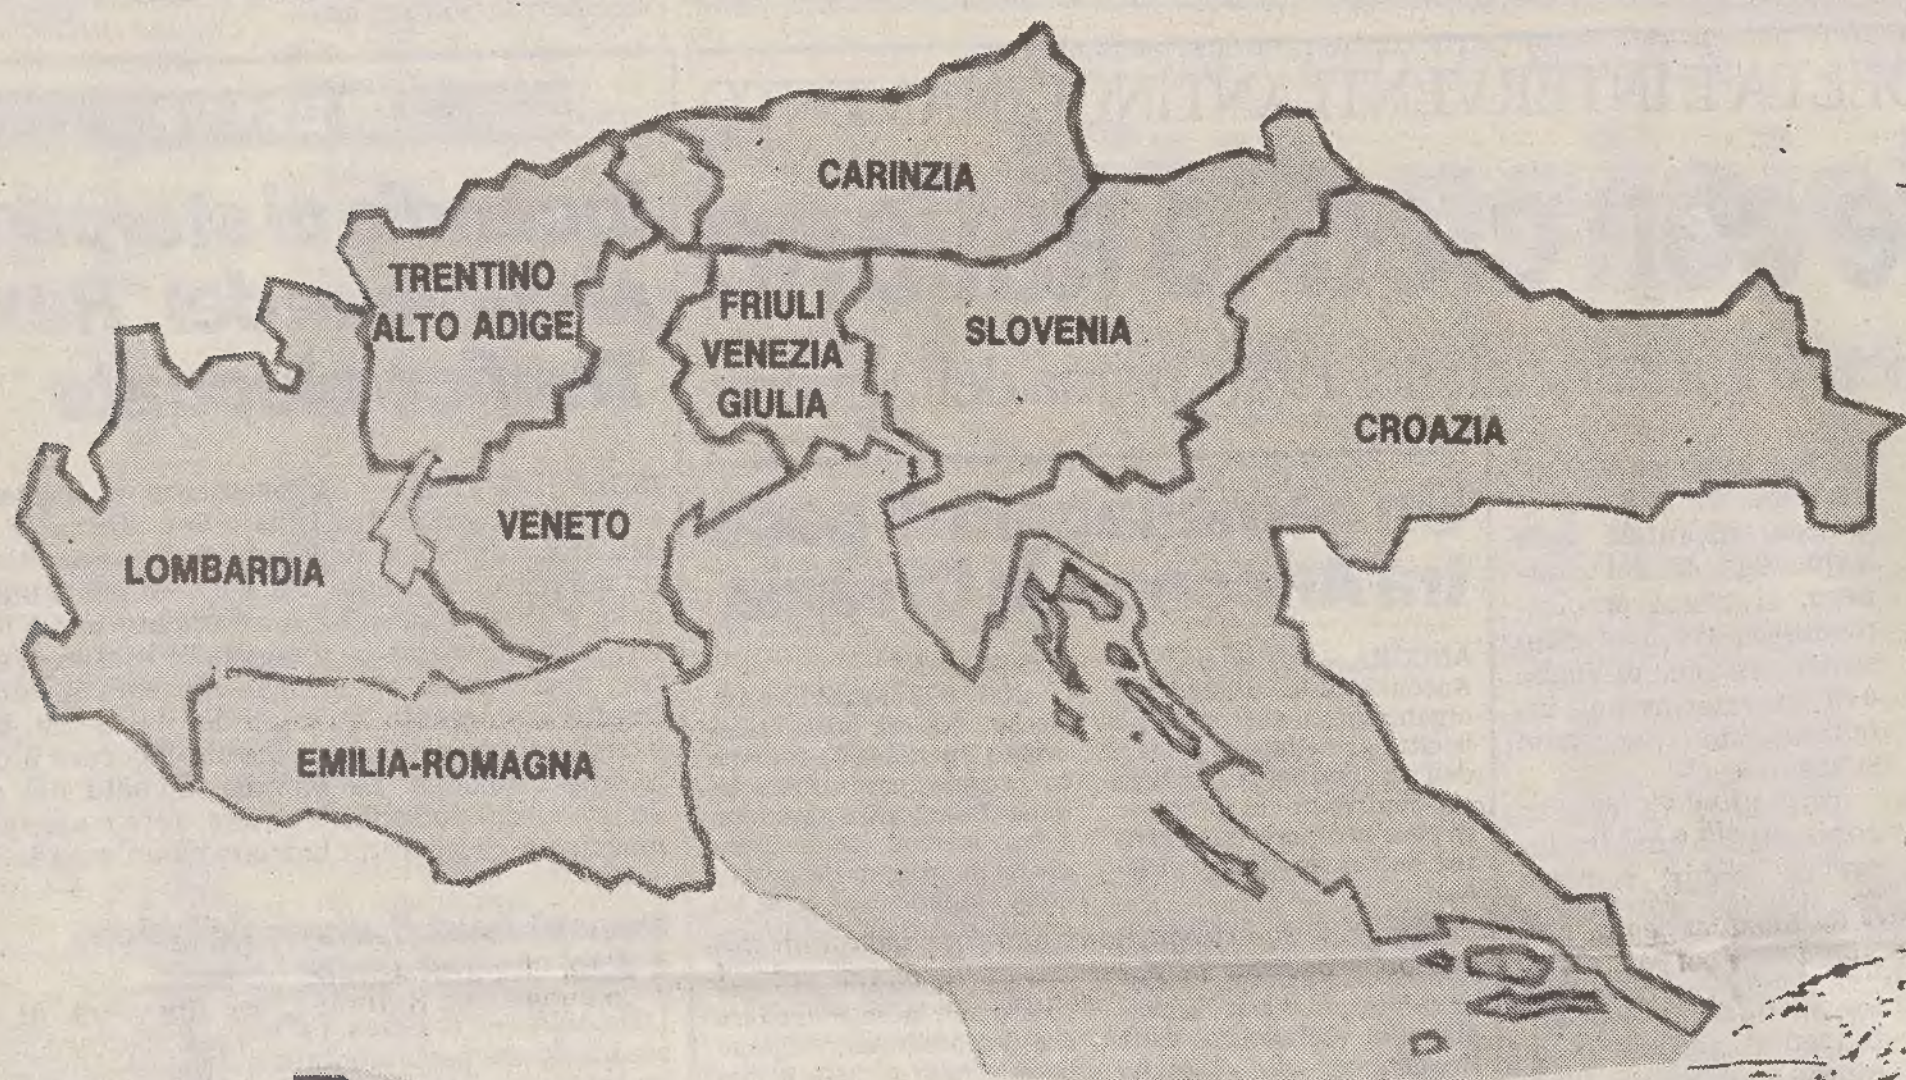 CARINZIA
TRENTINO
ALTO ADIGE
FRIULI
VENEZIA
GIULIA
SLOVENIA
CROAZIA
VENETO
LOMBARDIA
EMILIA-ROMAGNA